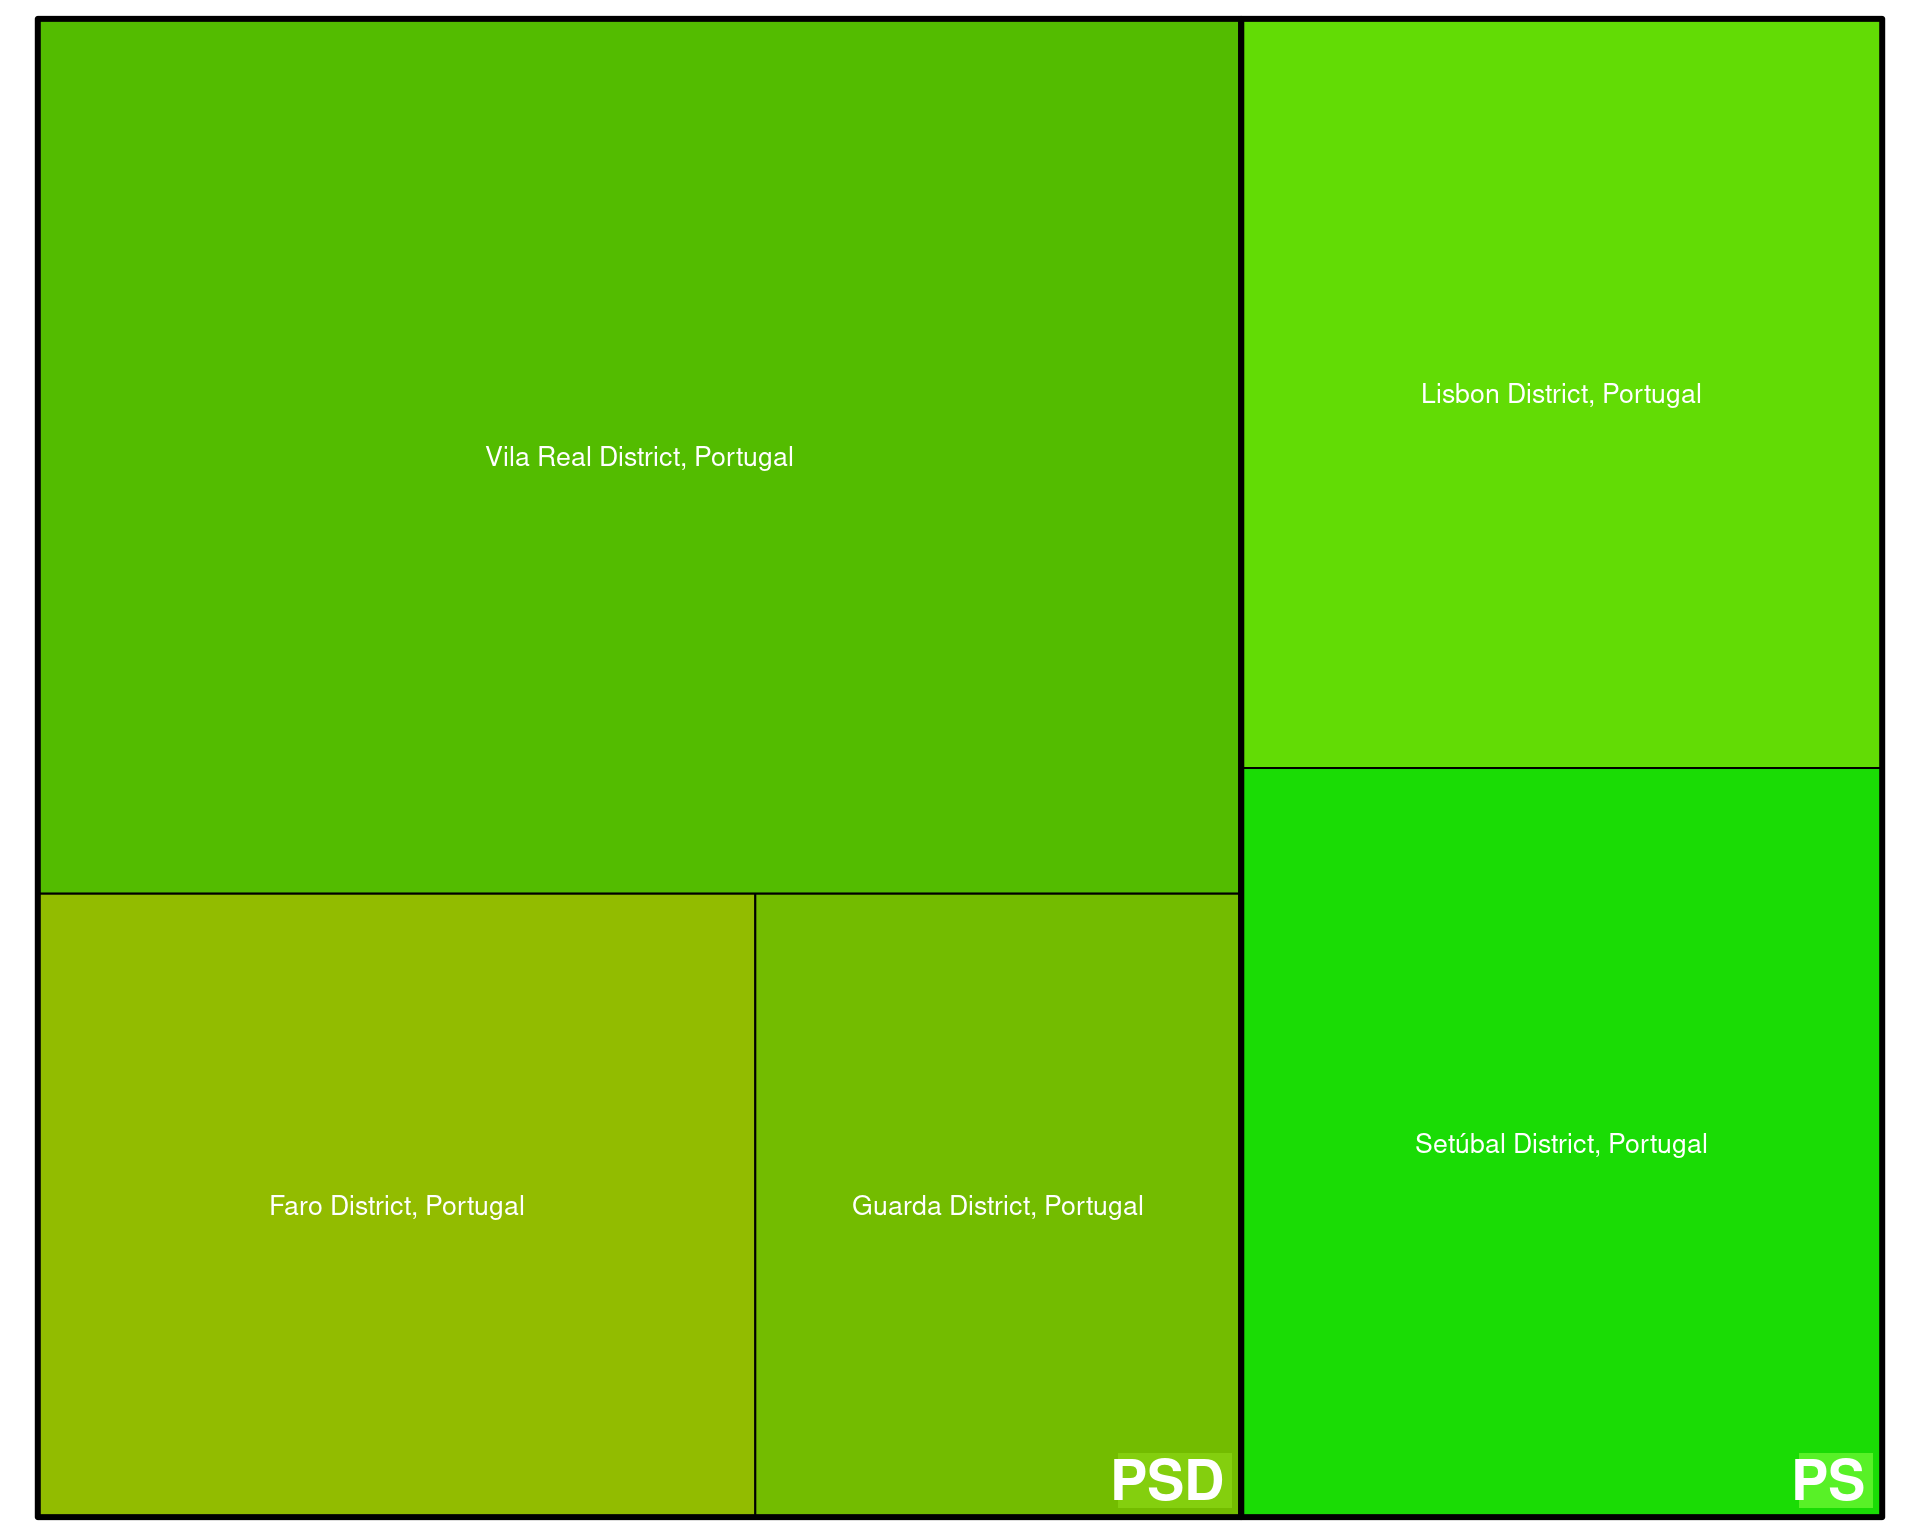 Lisbon District, Portugal
Vila Real District, Portugal
Setúbal District, Portugal
Faro District, Portugal
Guarda District, Portugal
PSD
PS